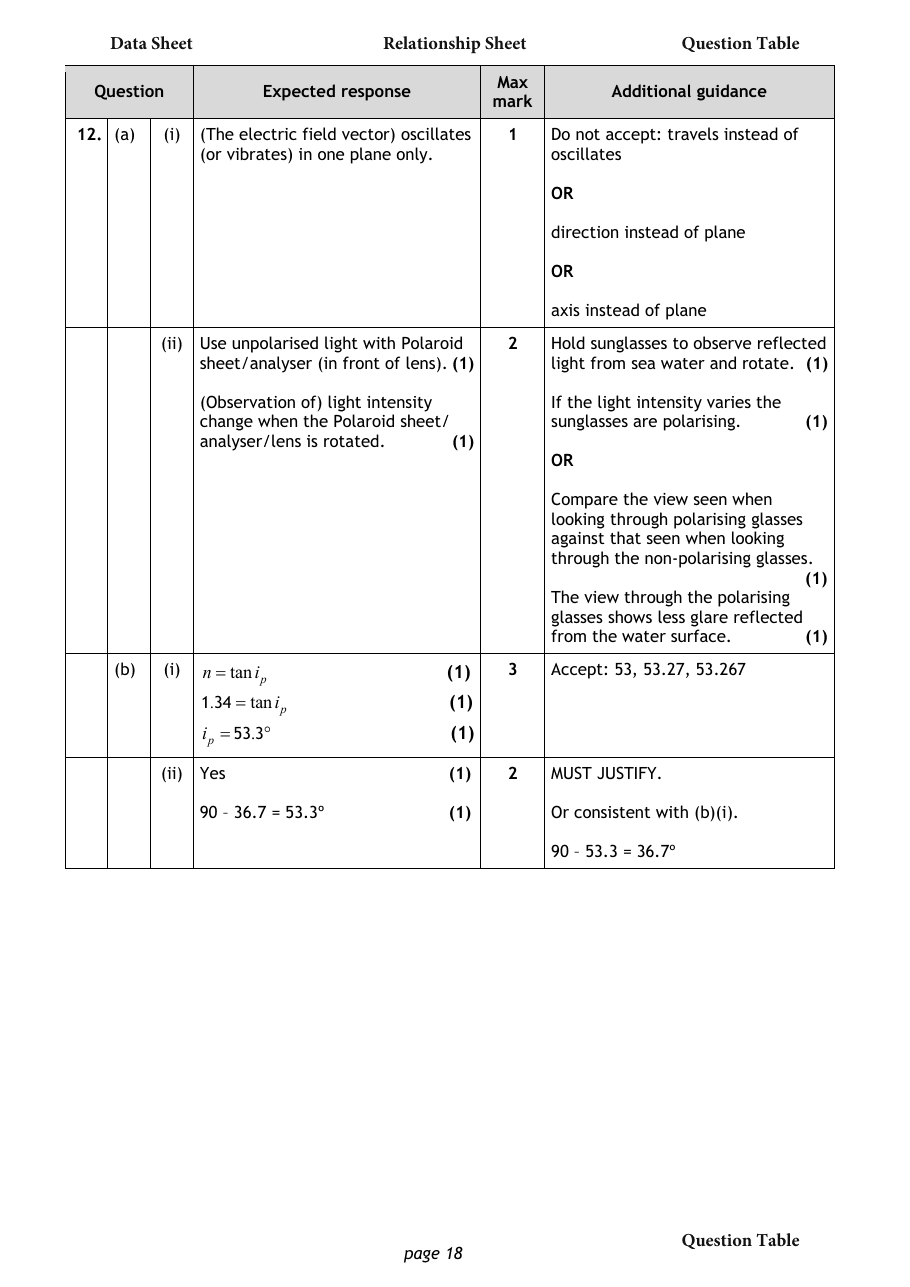 Data Sheet Relationship Sheet Question Table
Question Expected response Max mark Additional guidance
12. (a) (i) (The electric field vector) oscillates
(or vibrates) in one plane only.
1
Do not accept: travels instead of
oscillates
OR
direction instead of plane
OR
axis instead of plane
(ii) Use unpolarised light with Polaroid
sheet/analyser (in front of lens). (1)
(Observation of) light intensity
change when the Polaroid sheet/
analyser/lens is rotated. (1)
2
Hold sunglasses to observe reflected
light from sea water and rotate. (1)
If the light intensity varies the
sunglasses are polarising. (1)
OR
Compare the view seen when
looking through polarising glasses
against that seen when looking
through the non-polarising glasses.
(1)
The view through the polarising
glasses shows less glare reflected
from the water surface. (1)
(b) (i) n = tan i_p (1)
1.34 = tan i_p (1)
i_p = 53.3° (1)
3
Accept: 53, 53.27, 53.267
(ii) Yes (1)
90 – 36.7 = 53.3º (1)
2
MUST JUSTIFY.
Or consistent with (b)(i).
90 – 53.3 = 36.7º
Question Table
page 18